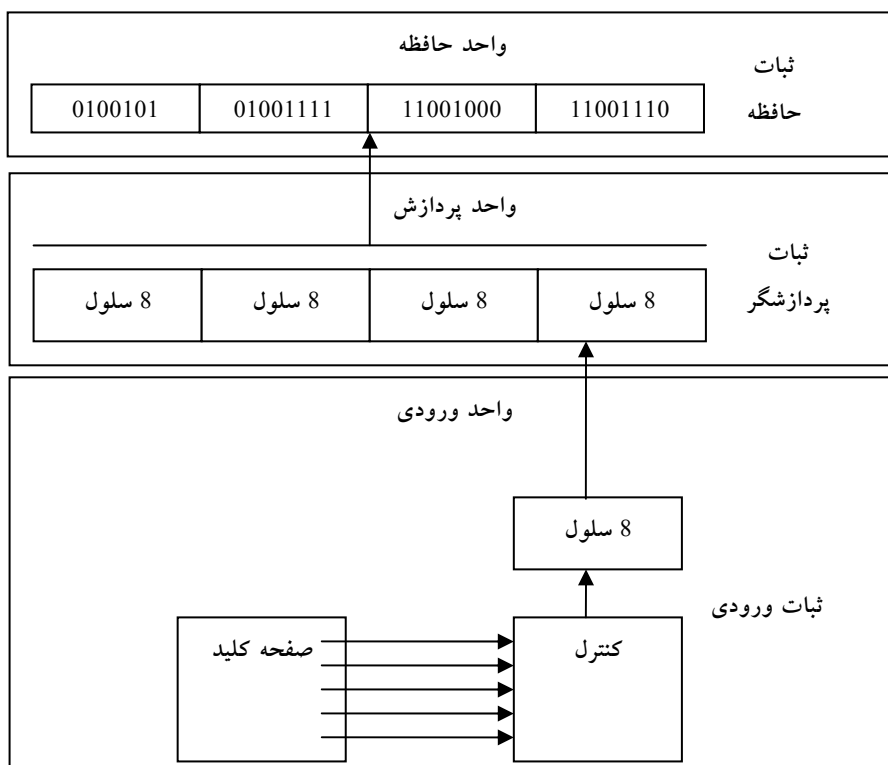 واحد حافظه
ثبات
حافظه
0100101 01001111 11001000 11001110
واحد پردازش
ثبات
پردازشگر
8 سلول 8 سلول 8 سلول 8 سلول
واحد ورودی
8 سلول
ثبات ورودی
صفحه کلید
کنترل